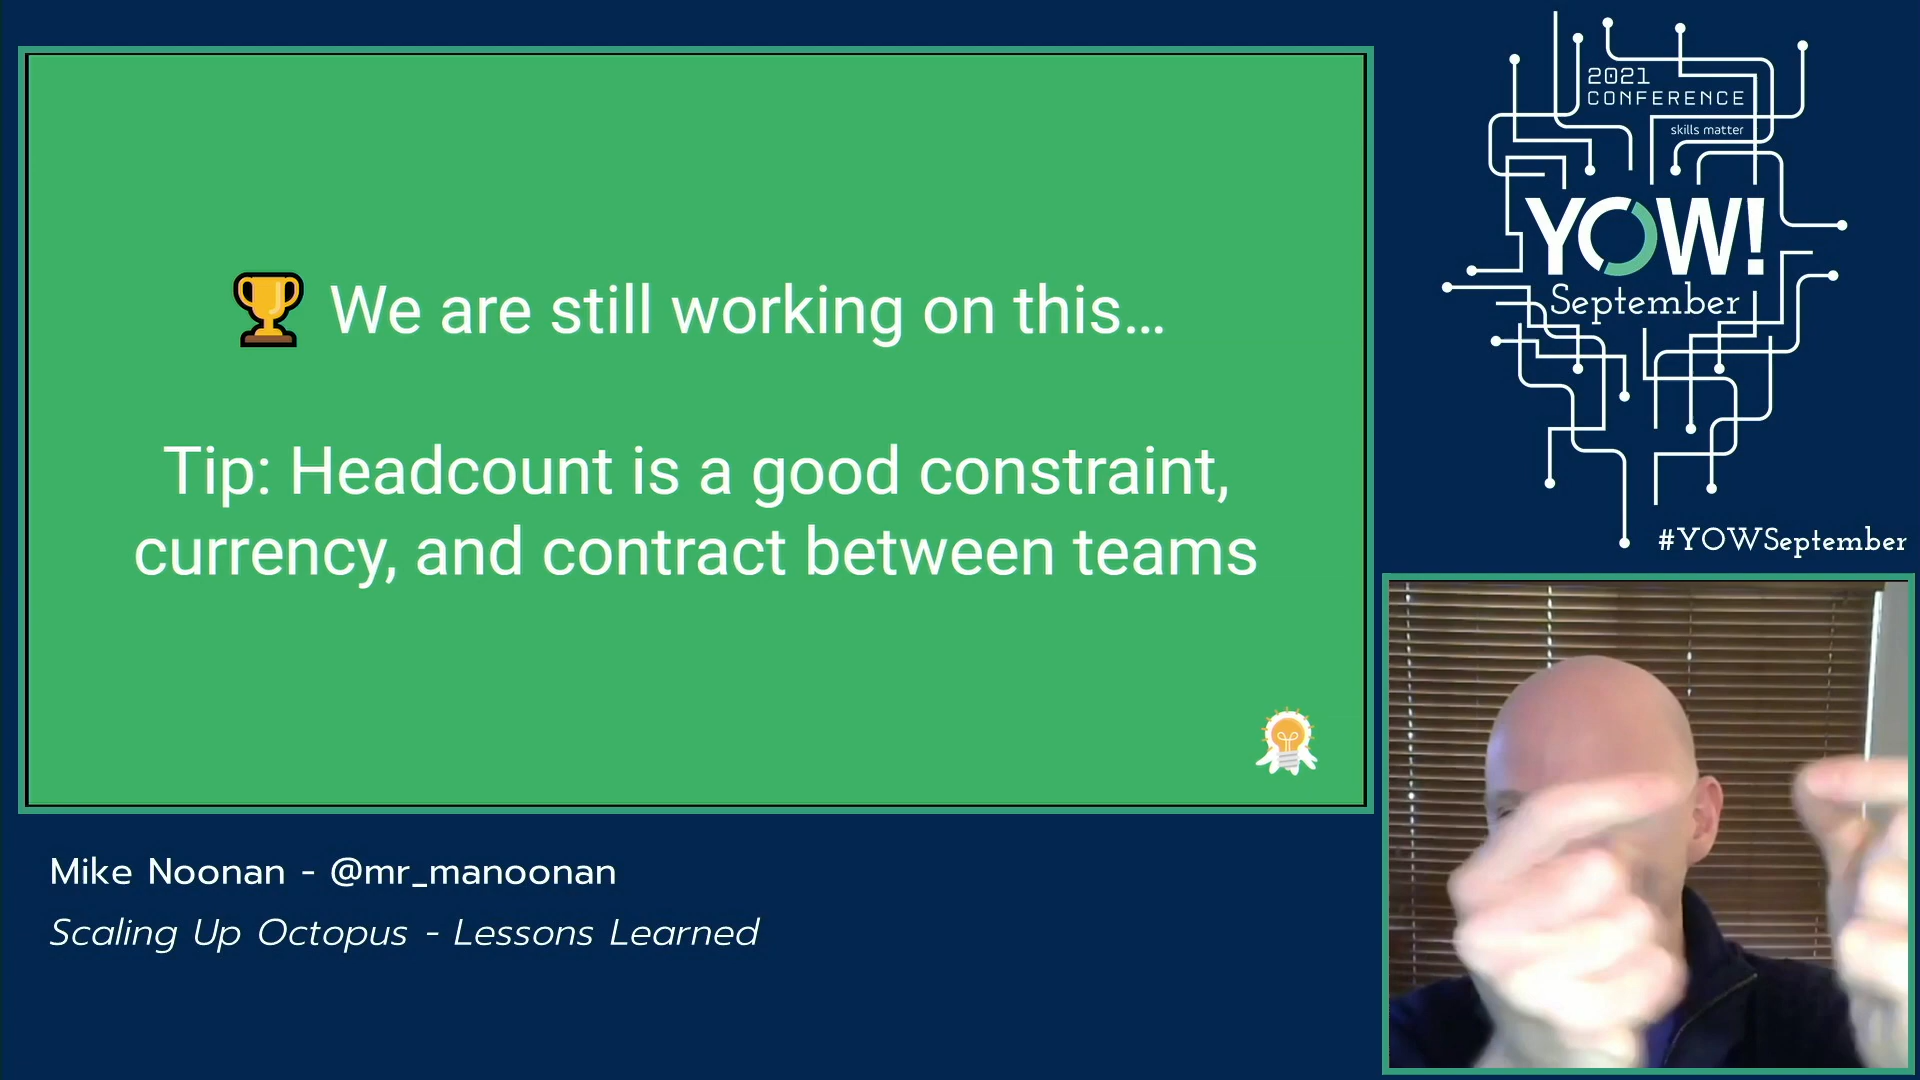 We are still working on this…
Tip: Headcount is a good constraint,
currency, and contract between teams
2021
CONFERENCE
skills matter
YOW!
September
#YOWSeptember
Mike Noonan - @mr_manoonan
Scaling Up Octopus - Lessons Learned